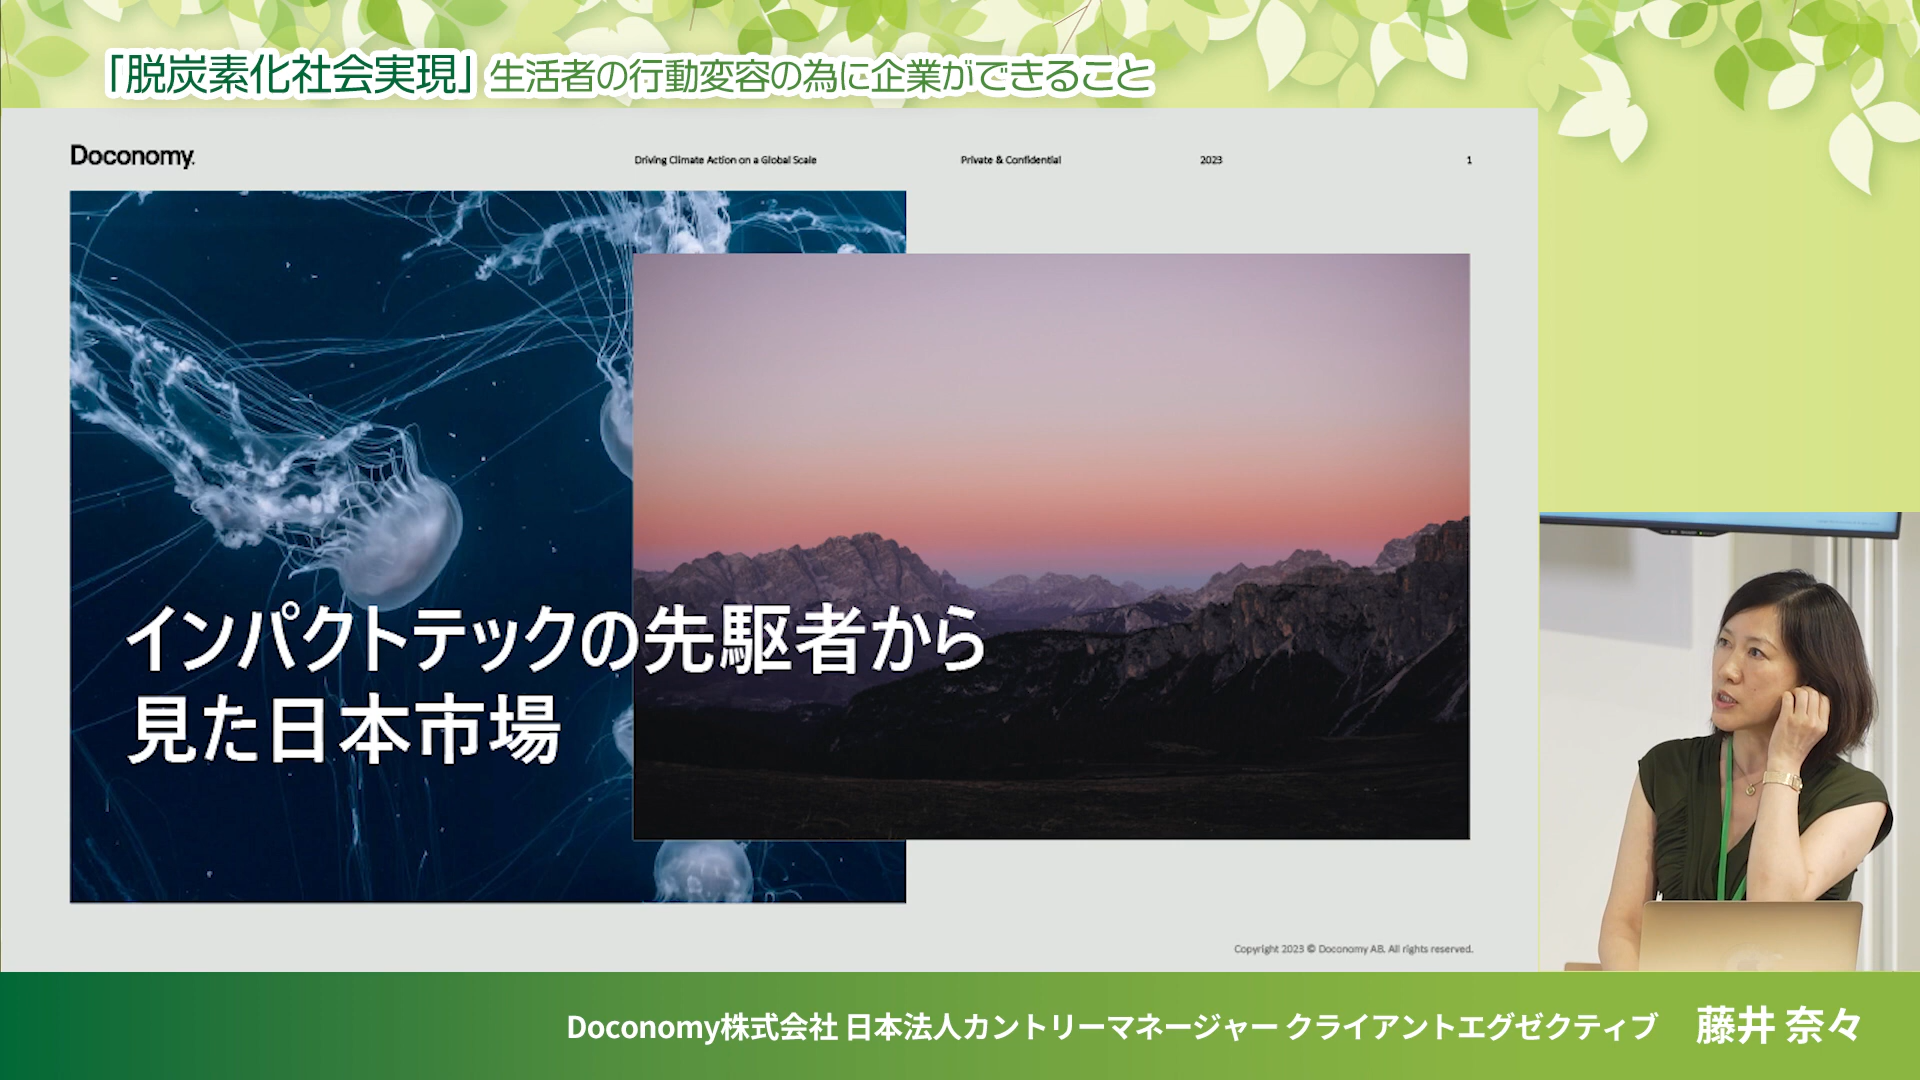 「脱炭素化社会実現」生活者の行動変容の為に企業ができること
Doconomy.
Driving Climate Action on a Global Scale
Private & Confidential
2023
1
インパクトテックの先駆者から
見た日本市場
Copyright 2023 © Doconomy AB. All rights reserved.
Doconomy株式会社 日本法人カントリーマネージャー クライアントエグゼクティブ 藤井 奈々